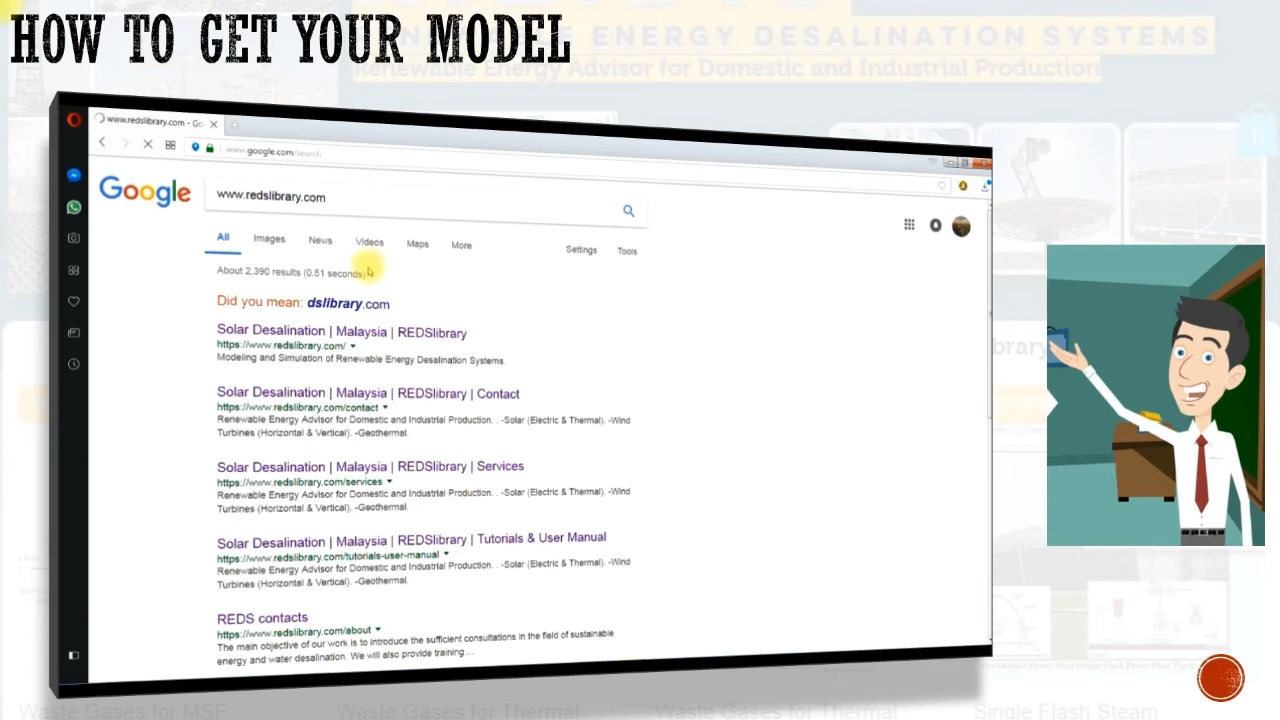 HOW TO GET YOUR MODEL
ENERGY DESALINATION SYSTEMS
Renewable Energy Advisor for Domestic and Industrial Production
www.redslibrary.com - Go
www.google.com/search
Google
www.redslibrary.com
All Images News Videos Maps More Settings Tools
About 2,390 results (0.51 seconds)
Did you mean: dslibrary.com
Solar Desalination | Malaysia | REDSlibrary
https://www.redslibrary.com/
Modeling and Simulation of Renewable Energy Desalination Systems.
Solar Desalination | Malaysia | REDSlibrary | Contact
https://www.redslibrary.com/contact
Renewable Energy Advisor for Domestic and Industrial Production. . -Solar (Electric & Thermal). -Wind
Turbines (Horizontal & Vertical). -Geothermal.
Solar Desalination | Malaysia | REDSlibrary | Services
https://www.redslibrary.com/services
Renewable Energy Advisor for Domestic and Industrial Production. . -Solar (Electric & Thermal). -Wind
Turbines (Horizontal & Vertical). -Geothermal.
Solar Desalination | Malaysia | REDSlibrary | Tutorials & User Manual
https://www.redslibrary.com/tutorials-user-manual
Renewable Energy Advisor for Domestic and Industrial Production. . -Solar (Electric & Thermal). -Wind
Turbines (Horizontal & Vertical). -Geothermal.
REDS contacts
https://www.redslibrary.com/about
The main objective of our work is to introduce the sufficient consultations in the field of sustainable
energy and water desalination. We will also provide training ...
brary
0
Waste Gases for MSF Waste Gases for Thermal Waste Gases for Thermal Single Flash Steam